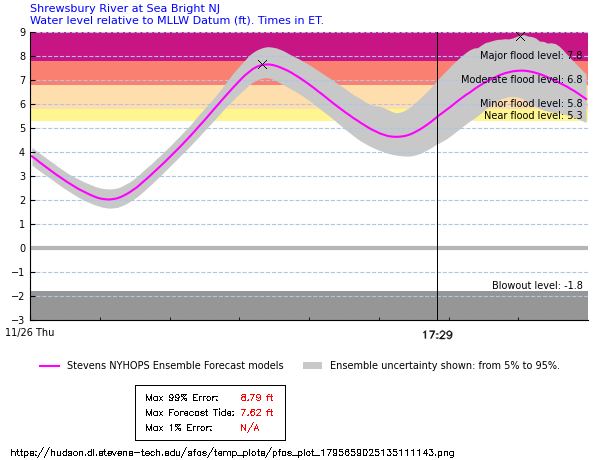 Shrewsbury River at Sea Bright NJ
Water level relative to MLLW Datum (ft). Times in ET.
9
8
7
6
5
4
3
2
1
0
−1
−2
−3
Major flood level: 7.8
Moderate flood level: 6.8
Minor flood level: 5.8
Near flood level: 5.3
Blowout level: -1.8
11/26 Thu
17:29
Stevens NYHOPS Ensemble Forecast models
Ensemble uncertainty shown: from 5% to 95%.
Max 99% Error: 8.79 ft
Max Forecast Tide: 7.62 ft
Max 1% Error: N/A
https://hudson.dl.stevens-tech.edu/sfas/temp_plots/pfas_plot_1795659025135111143.png